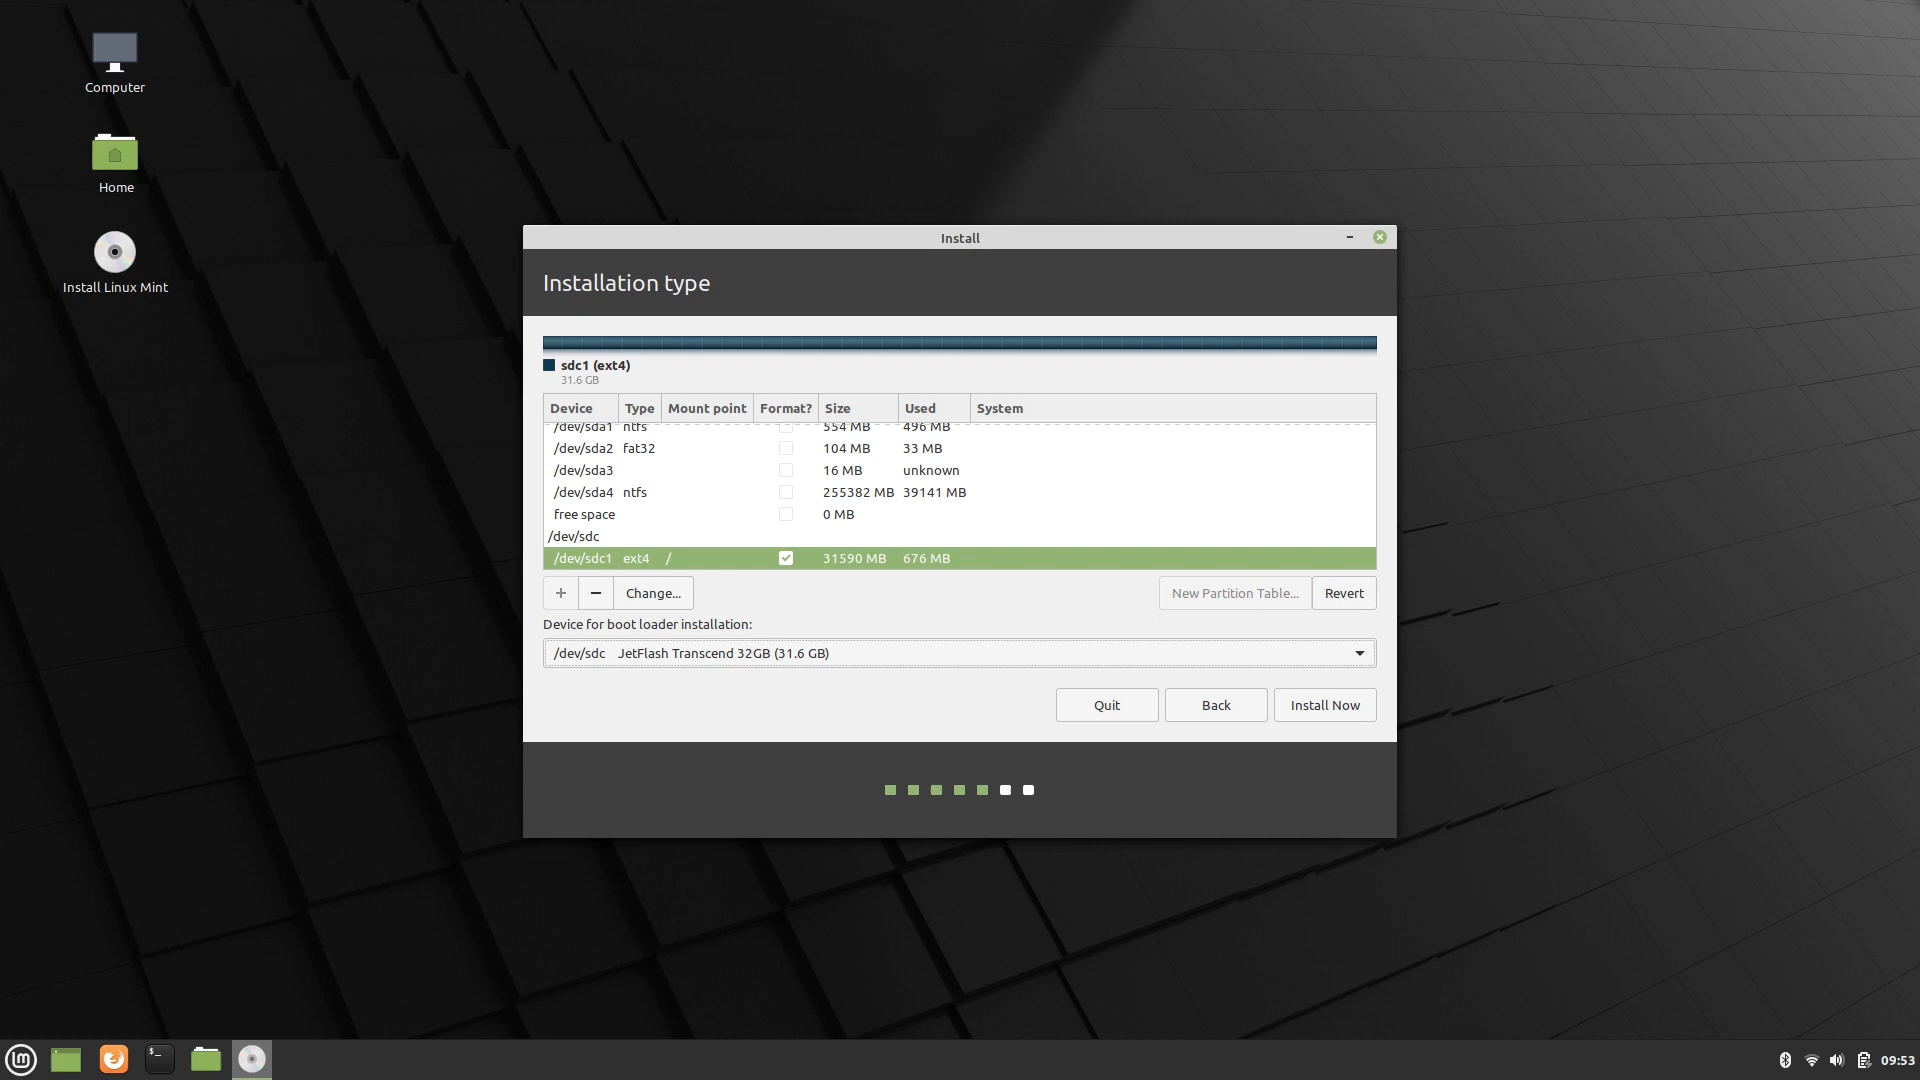 Computer
Home
Install Linux Mint
Install
Installation type
sdc1 (ext4)
31.6 GB
Device Type Mount point Format? Size Used System
/dev/sda1 ntfs 554 MB 496 MB
/dev/sda2 fat32 104 MB 33 MB
/dev/sda3 16 MB unknown
/dev/sda4 ntfs 255382 MB 39141 MB
free space 0 MB
/dev/sdc
/dev/sdc1 ext4 / 31590 MB 676 MB
+ − Change... New Partition Table... Revert
Device for boot loader installation:
/dev/sdc JetFlash Transcend 32GB (31.6 GB)
Quit Back Install Now
$_
09:53